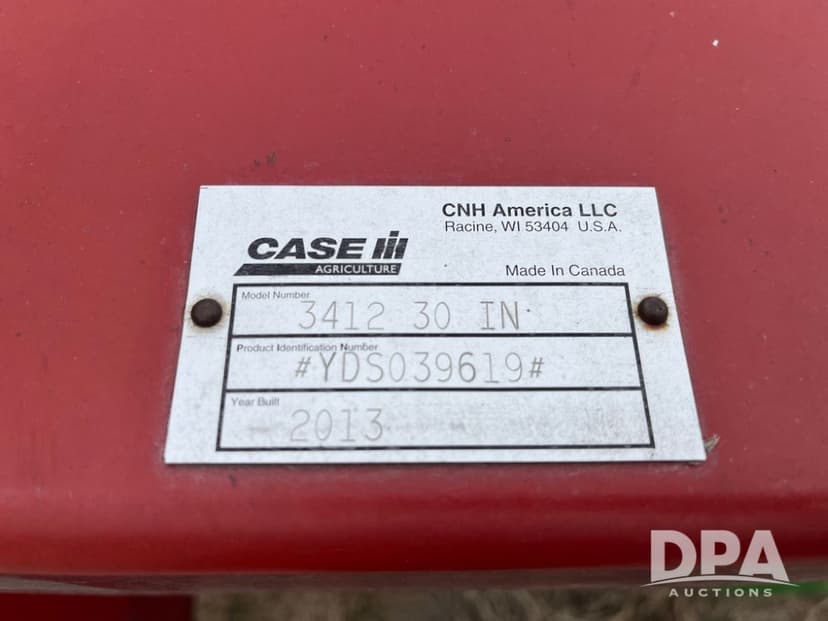 CNH America LLC
Racine, WI 53404 U.S.A.
CASE IH
AGRICULTURE
Made In Canada
Model Number
3412 30 IN
Product Identification Number
#YDS039619#
Year Built
2013
DPA
AUCTIONS